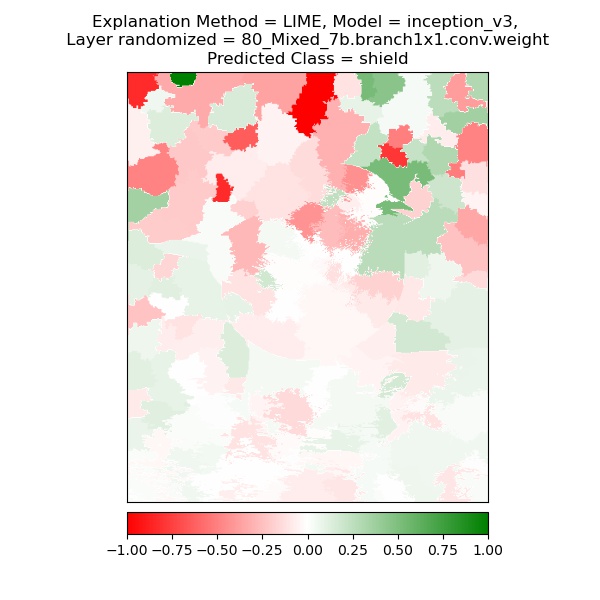 Explanation Method = LIME, Model = inception_v3,
Layer randomized = 80_Mixed_7b.branch1x1.conv.weight
Predicted Class = shield
−1.00 −0.75 −0.50 −0.25 0.00 0.25 0.50 0.75 1.00